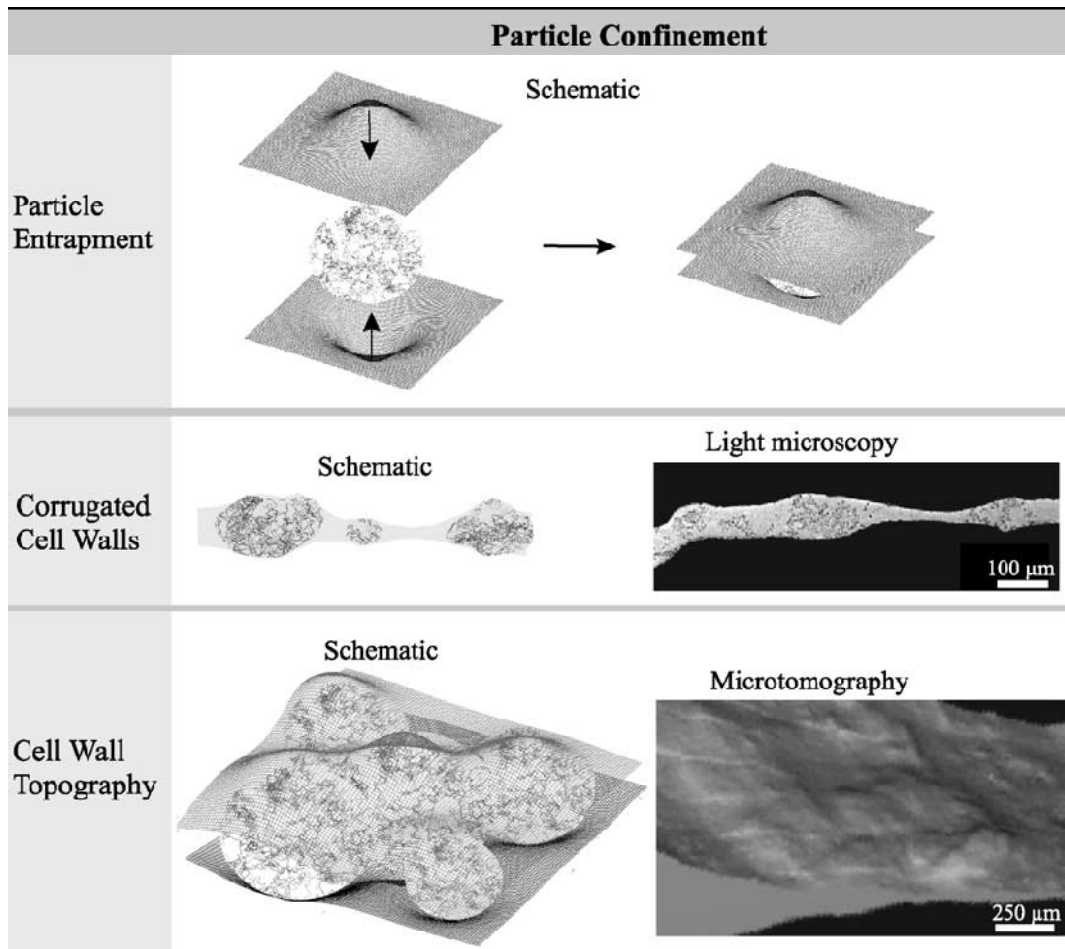 Particle Confinement
Schematic
Particle
Entrapment
Schematic
Light microscopy
Corrugated
Cell Walls
100 µm
Schematic
Microtomography
Cell Wall
Topography
250 µm